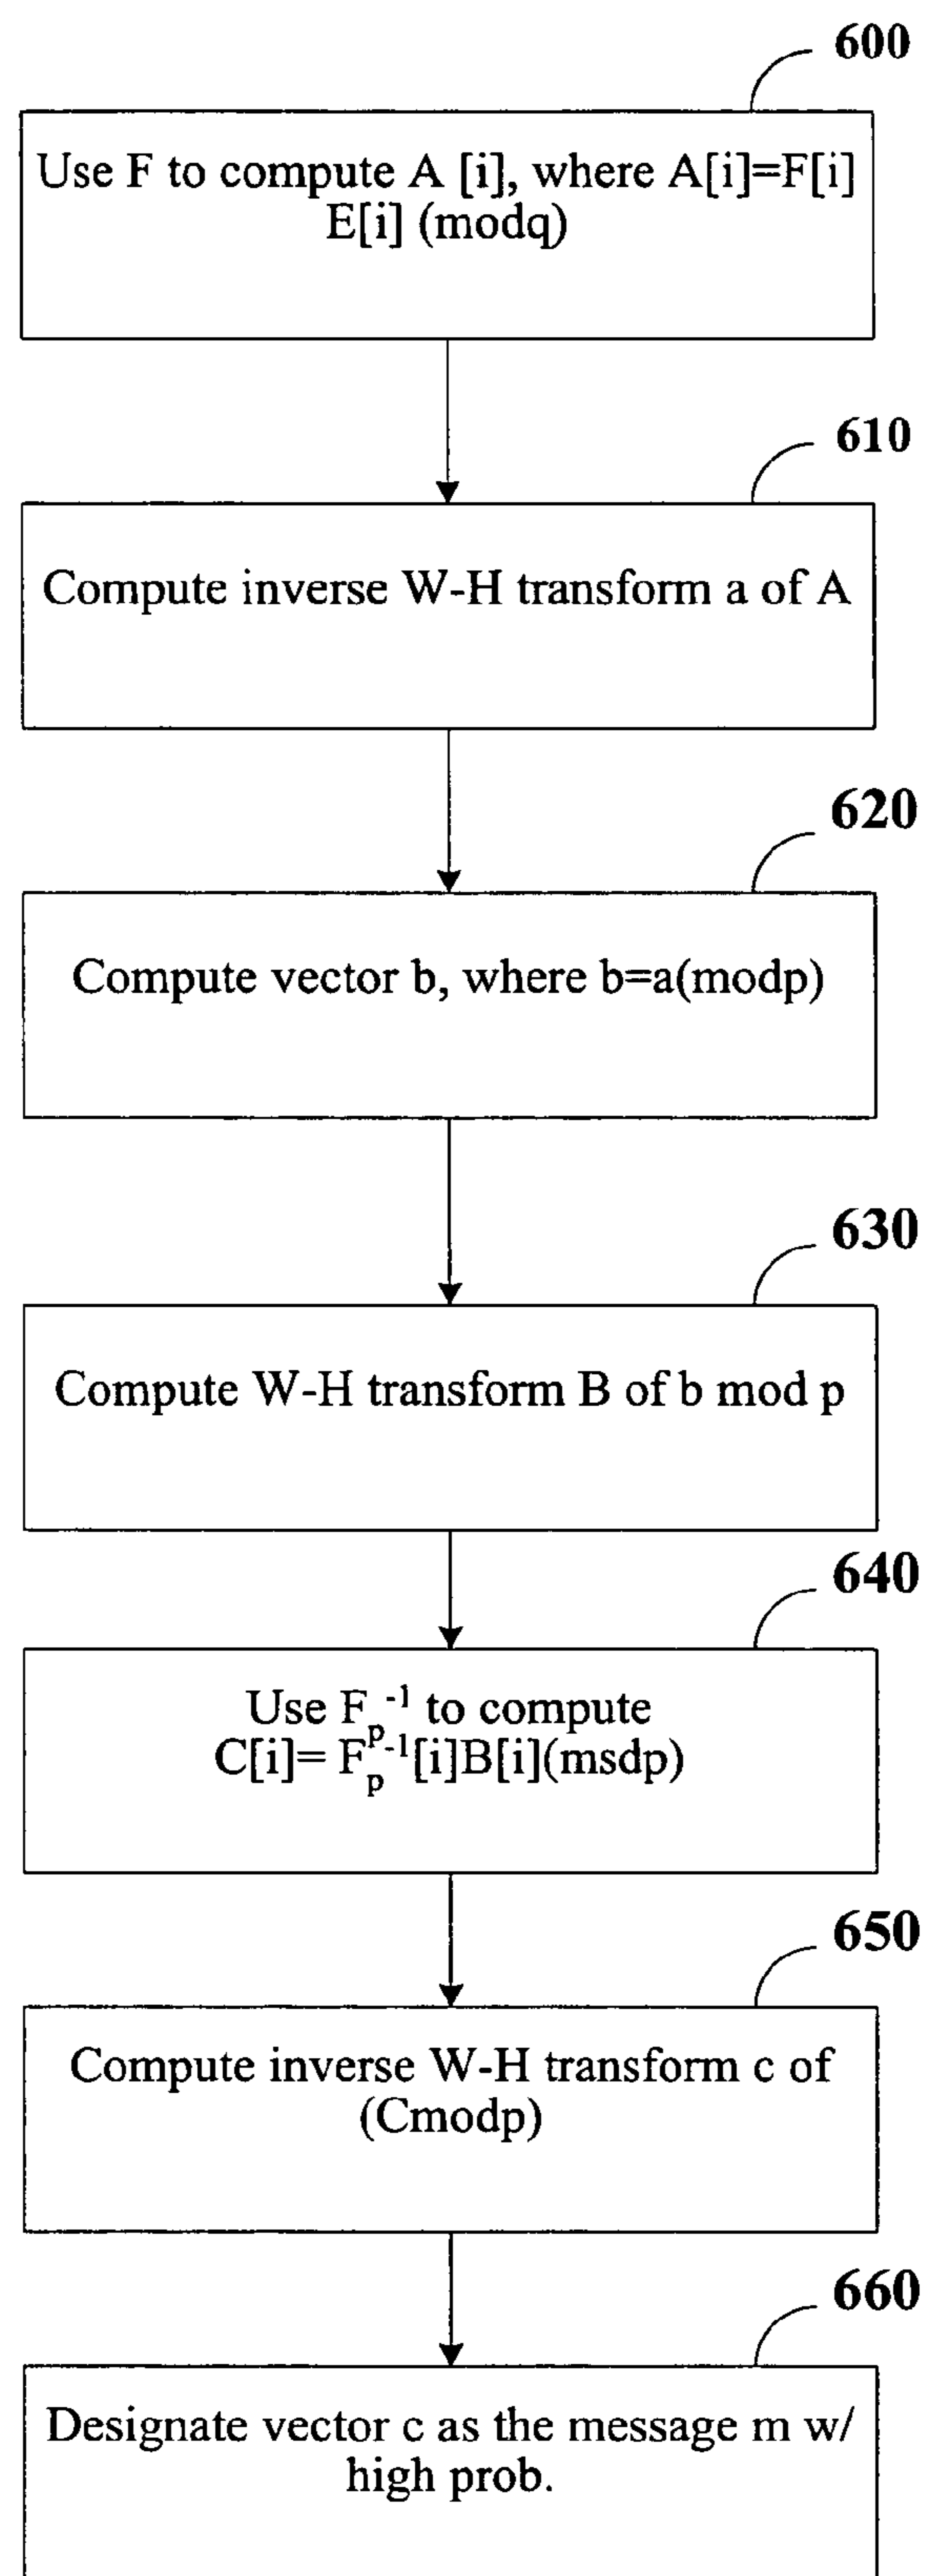 600
Use F to compute A [i], where A[i]=F[i]
E[i] (modq)
610
Compute inverse W-H transform a of A
620
Compute vector b, where b=a(modp)
630
Compute W-H transform B of b mod p
640
Use Fp-1 to compute
C[i]= Fp-1[i]B[i](msdp)
650
Compute inverse W-H transform c of
(Cmodp)
660
Designate vector c as the message m w/
high prob.